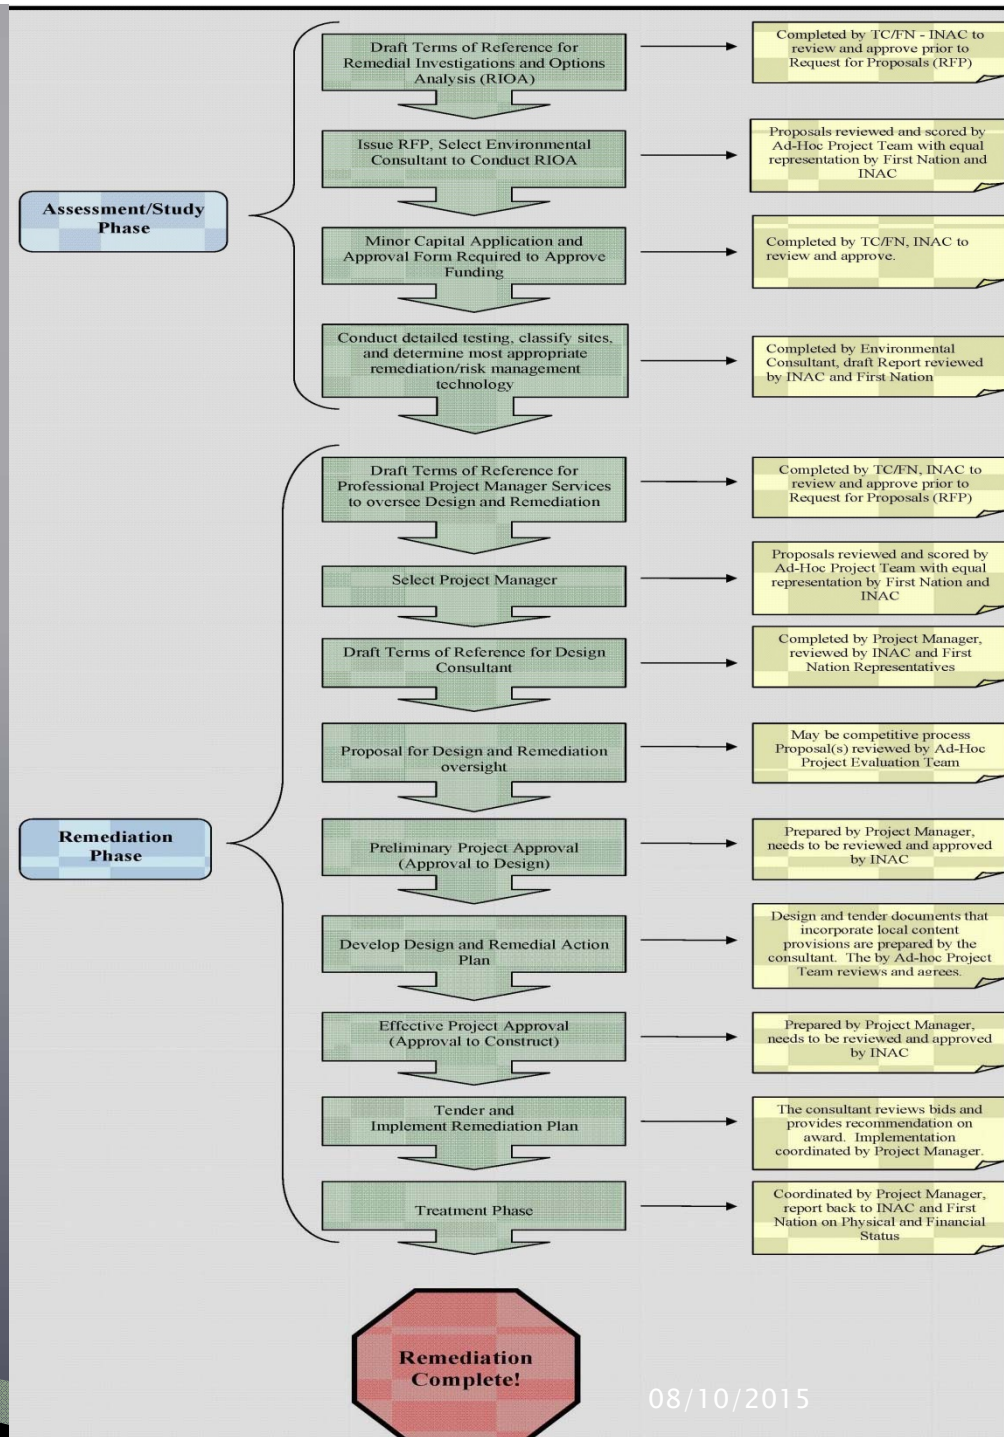 Draft Terms of Reference for
Remedial Investigations and Options
Analysis (RIOA)
Completed by TC/FN - INAC to
review and approve prior to
Request for Proposals (RFP)
Issue RFP, Select Environmental
Consultant to Conduct RIOA
Proposals reviewed and scored by
Ad-Hoc Project Team with equal
representation by First Nation and
INAC
Assessment/Study
Phase
Minor Capital Application and
Approval Form Required to Approve
Funding
Completed by TC/FN, INAC to
review and approve.
Conduct detailed testing, classify sites,
and determine most appropriate
remediation/risk management
technology
Completed by Environmental
Consultant, draft Report reviewed
by INAC and First Nation
Draft Terms of Reference for
Professional Project Manager Services
to oversee Design and Remediation
Completed by TC/FN, INAC to
review and approve prior to
Request for Proposals (RFP)
Select Project Manager
Proposals reviewed and scored by
Ad-Hoc Project Team with equal
representation by First Nation and
INAC
Draft Terms of Reference for Design
Consultant
Completed by Project Manager,
reviewed by INAC and First
Nation Representatives
Proposal for Design and Remediation
oversight
May be competitive process
Proposal(s) reviewed by Ad-Hoc
Project Evaluation Team
Remediation
Phase
Preliminary Project Approval
(Approval to Design)
Prepared by Project Manager,
needs to be reviewed and approved
by INAC
Develop Design and Remedial Action
Plan
Design and tender documents that
incorporate local content
provisions are prepared by the
consultant. The by Ad-hoc Project
Team reviews and agrees.
Effective Project Approval
(Approval to Construct)
Prepared by Project Manager,
needs to be reviewed and approved
by INAC
Tender and
Implement Remediation Plan
The consultant reviews bids and
provides recommendation on
award. Implementation
coordinated by Project Manager.
Treatment Phase
Coordinated by Project Manager,
report back to INAC and First
Nation on Physical and Financial
Status
Remediation
Complete!
08/10/2015